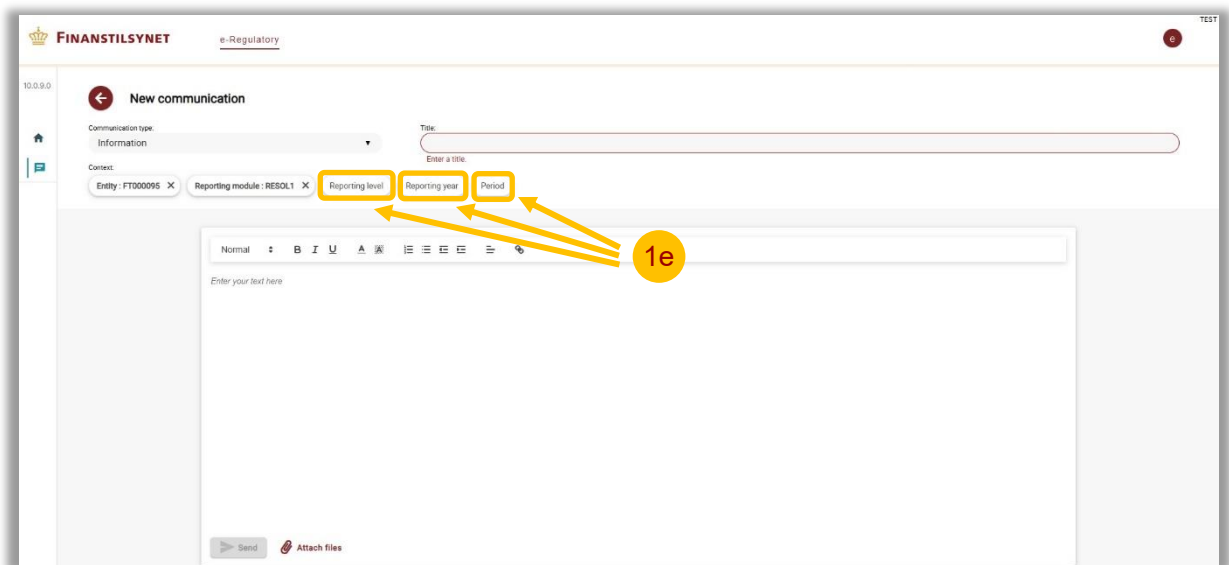 TEST
FINANSTILSYNET
e-Regulatory
e
10.0.9.0
New communication
Communication type:
Title:
Information
Enter a title.
Context:
Entity : FT000095 X Reporting module : RESOL1 X Reporting level Reporting year Period
1e
Normal B I U A A
Enter your text here
Send Attach files